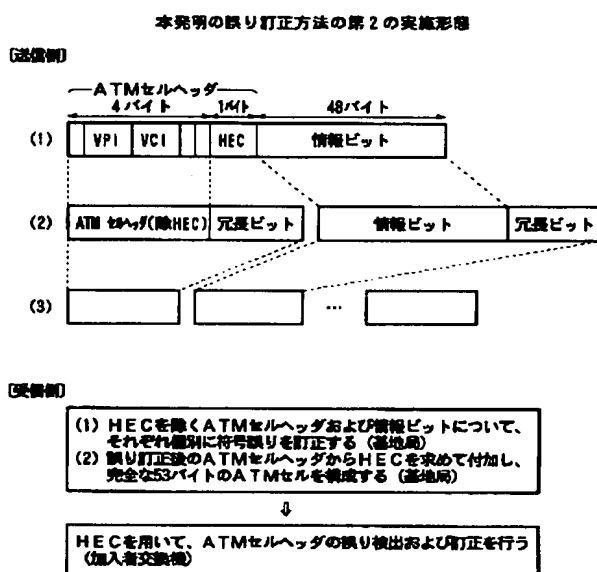 本発明の誤り訂正方法の第2の実施形態
[送信側]
ATMセルヘッダ
4バイト 1バイト 48バイト
(1) VPI VCI HEC 情報ビット
(2) ATMセルヘッダ(除HEC) 冗長ビット 情報ビット 冗長ビット
(3) …
[受信側]
(1) HECを除くATMセルヘッダおよび情報ビットについて、
それぞれ個別に符号誤りを訂正する(基地局)
(2) 誤り訂正後のATMセルヘッダからHECを求めて付加し、
完全な53バイトのATMセルを構成する(基地局)
⇩
HECを用いて、ATMセルヘッダの誤り検出および訂正を行う
(加入者交換機)